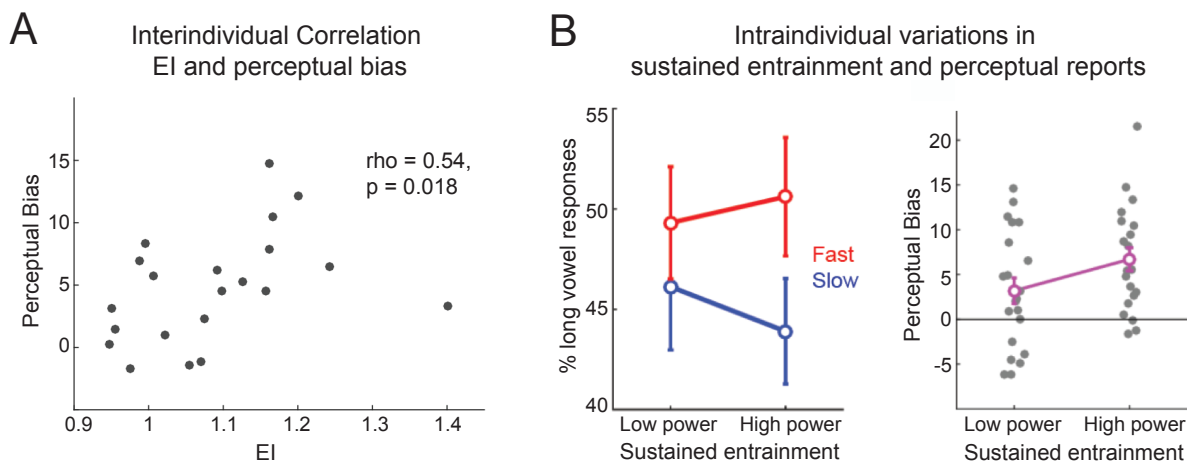 A
Interindividual Correlation
EI and perceptual bias
Perceptual Bias
15
10
5
0
rho = 0.54,
p = 0.018
0.9 1 1.1 1.2 1.3 1.4
EI
B
Intraindividual variations in
sustained entrainment and perceptual reports
% long vowel responses
55
50
45
40
Fast
Slow
Low power High power
Sustained entrainment
Perceptual Bias
20
15
10
5
0
-5
Low power High power
Sustained entrainment